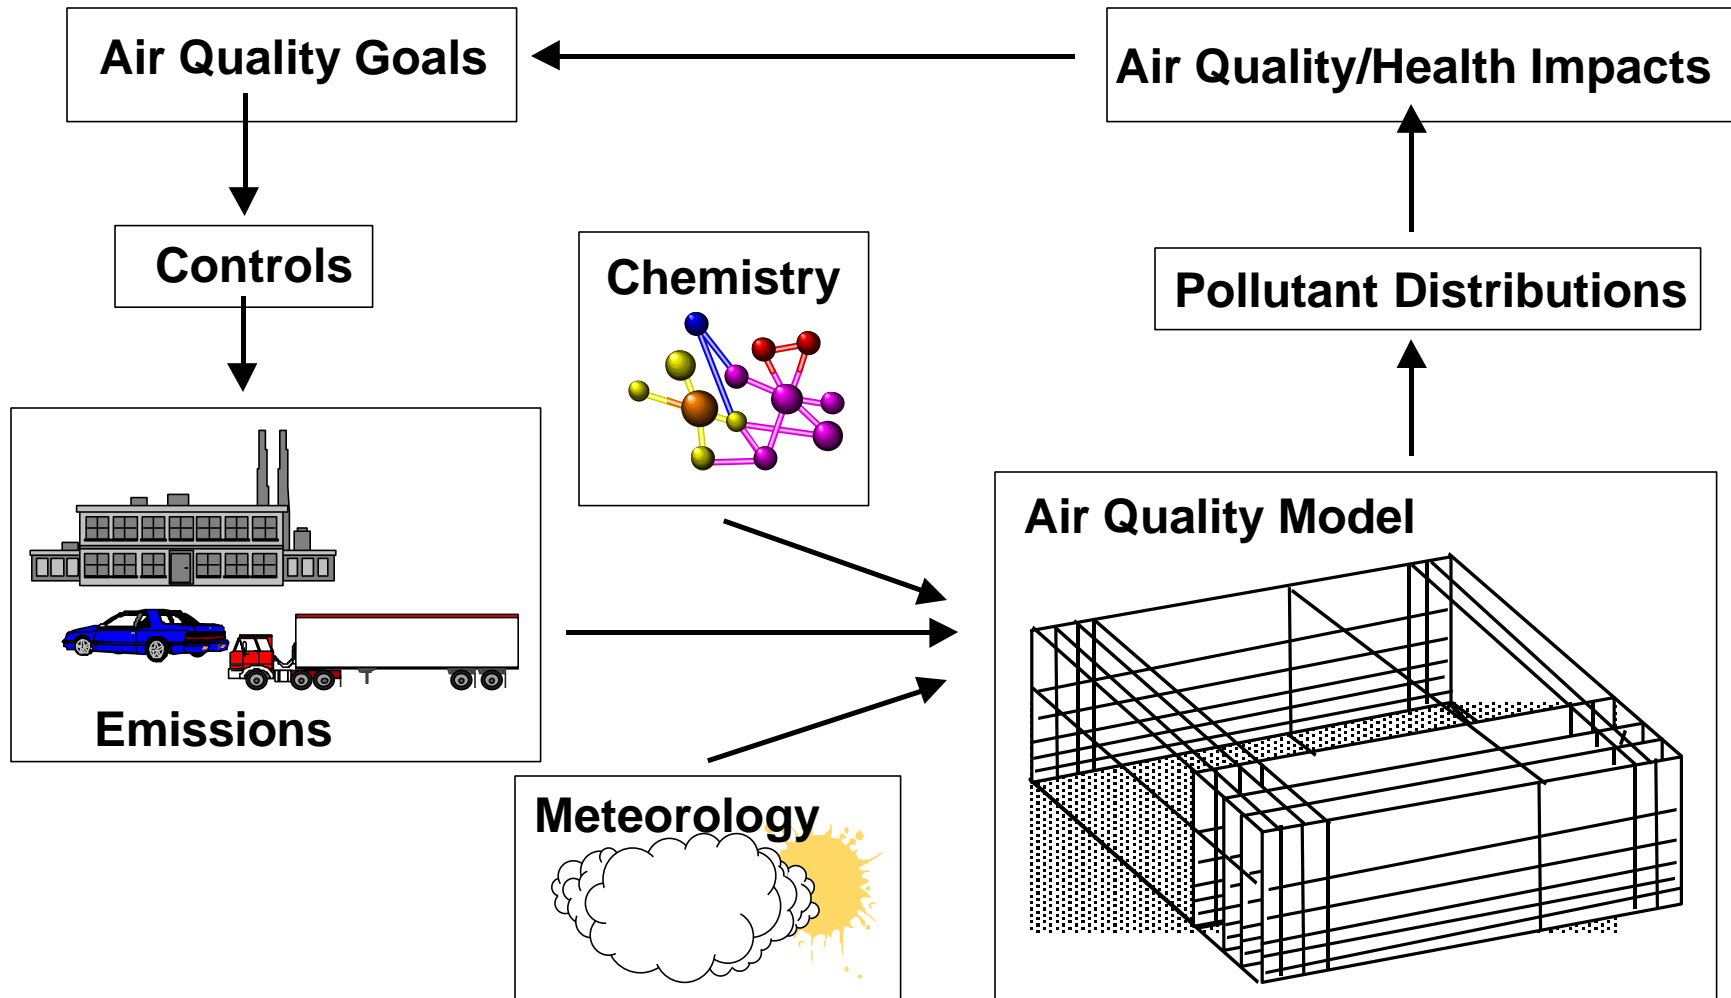 Air Quality Goals
Air Quality/Health Impacts
Controls
Chemistry
Pollutant Distributions
Air Quality Model
Emissions
Meteorology